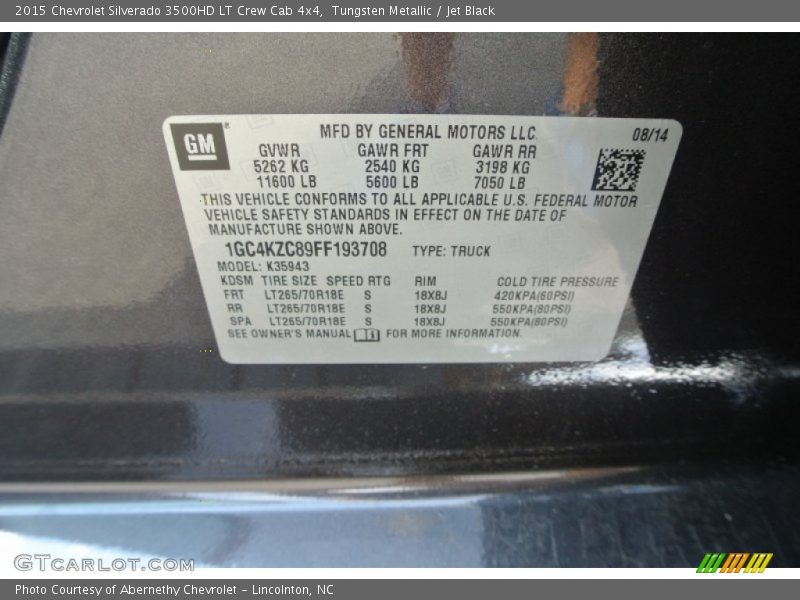 2015 Chevrolet Silverado 3500HD LT Crew Cab 4x4, Tungsten Metallic / Jet Black
GM ®
MFD BY GENERAL MOTORS LLC 08/14
GVWR GAWR FRT GAWR RR
5262 KG 2540 KG 3198 KG
11600 LB 5600 LB 7050 LB
THIS VEHICLE CONFORMS TO ALL APPLICABLE U.S. FEDERAL MOTOR
VEHICLE SAFETY STANDARDS IN EFFECT ON THE DATE OF
MANUFACTURE SHOWN ABOVE.
1GC4KZC89FF193708 TYPE: TRUCK
MODEL: K35943
KDSM TIRE SIZE SPEED RTG RIM COLD TIRE PRESSURE
FRT LT265/70R18E S 18X8J 420KPA(60PSI)
RR LT265/70R18E S 18X8J 550KPA(80PSI)
SPA LT265/70R18E S 18X8J 550KPA(80PSI)
SEE OWNER'S MANUAL FOR MORE INFORMATION.
GTCarLot.com
Photo Courtesy of Abernethy Chevrolet - Lincolnton, NC